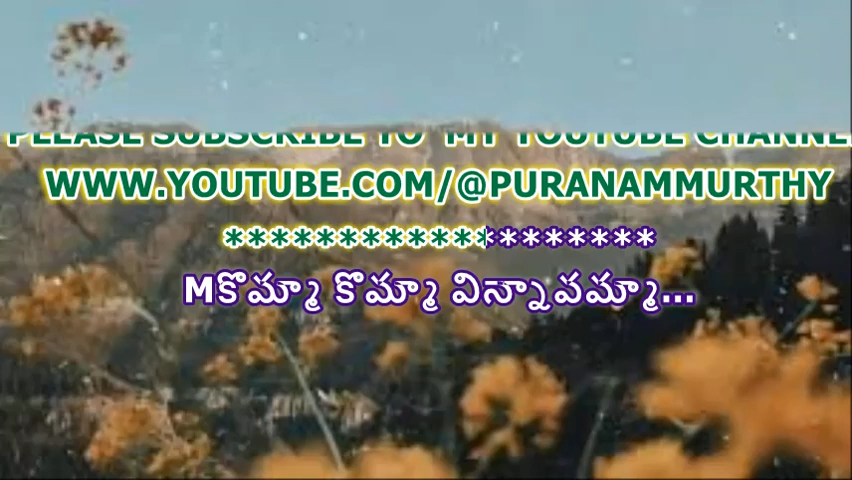 PLEASE SUBSCRIBE TO MY YOUTUBE CHANNEL
WWW.YOUTUBE.COM/@PURANAMMURTHY
*******************
Mకొమ్మా కొమ్మా విన్నావమ్మా...